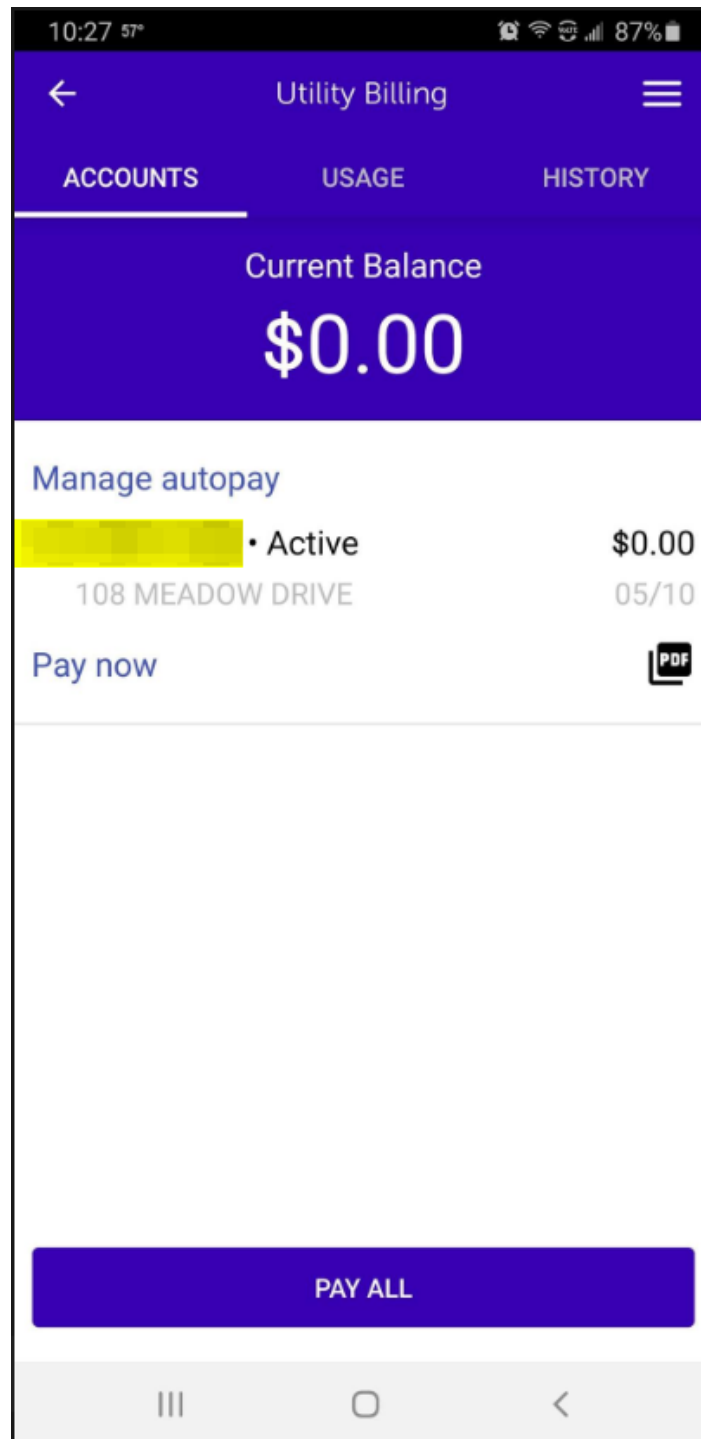 10:27 57° 87%
Utility Billing
ACCOUNTS USAGE HISTORY
Current Balance
$0.00
Manage autopay
• Active $0.00
108 MEADOW DRIVE 05/10
Pay now PDF
PAY ALL